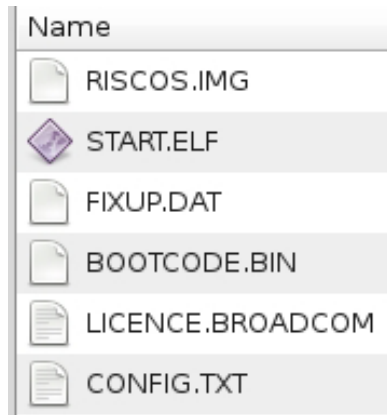 Name
RISCOS.IMG
START.ELF
FIXUP.DAT
BOOTCODE.BIN
LICENCE.BROADCOM
CONFIG.TXT